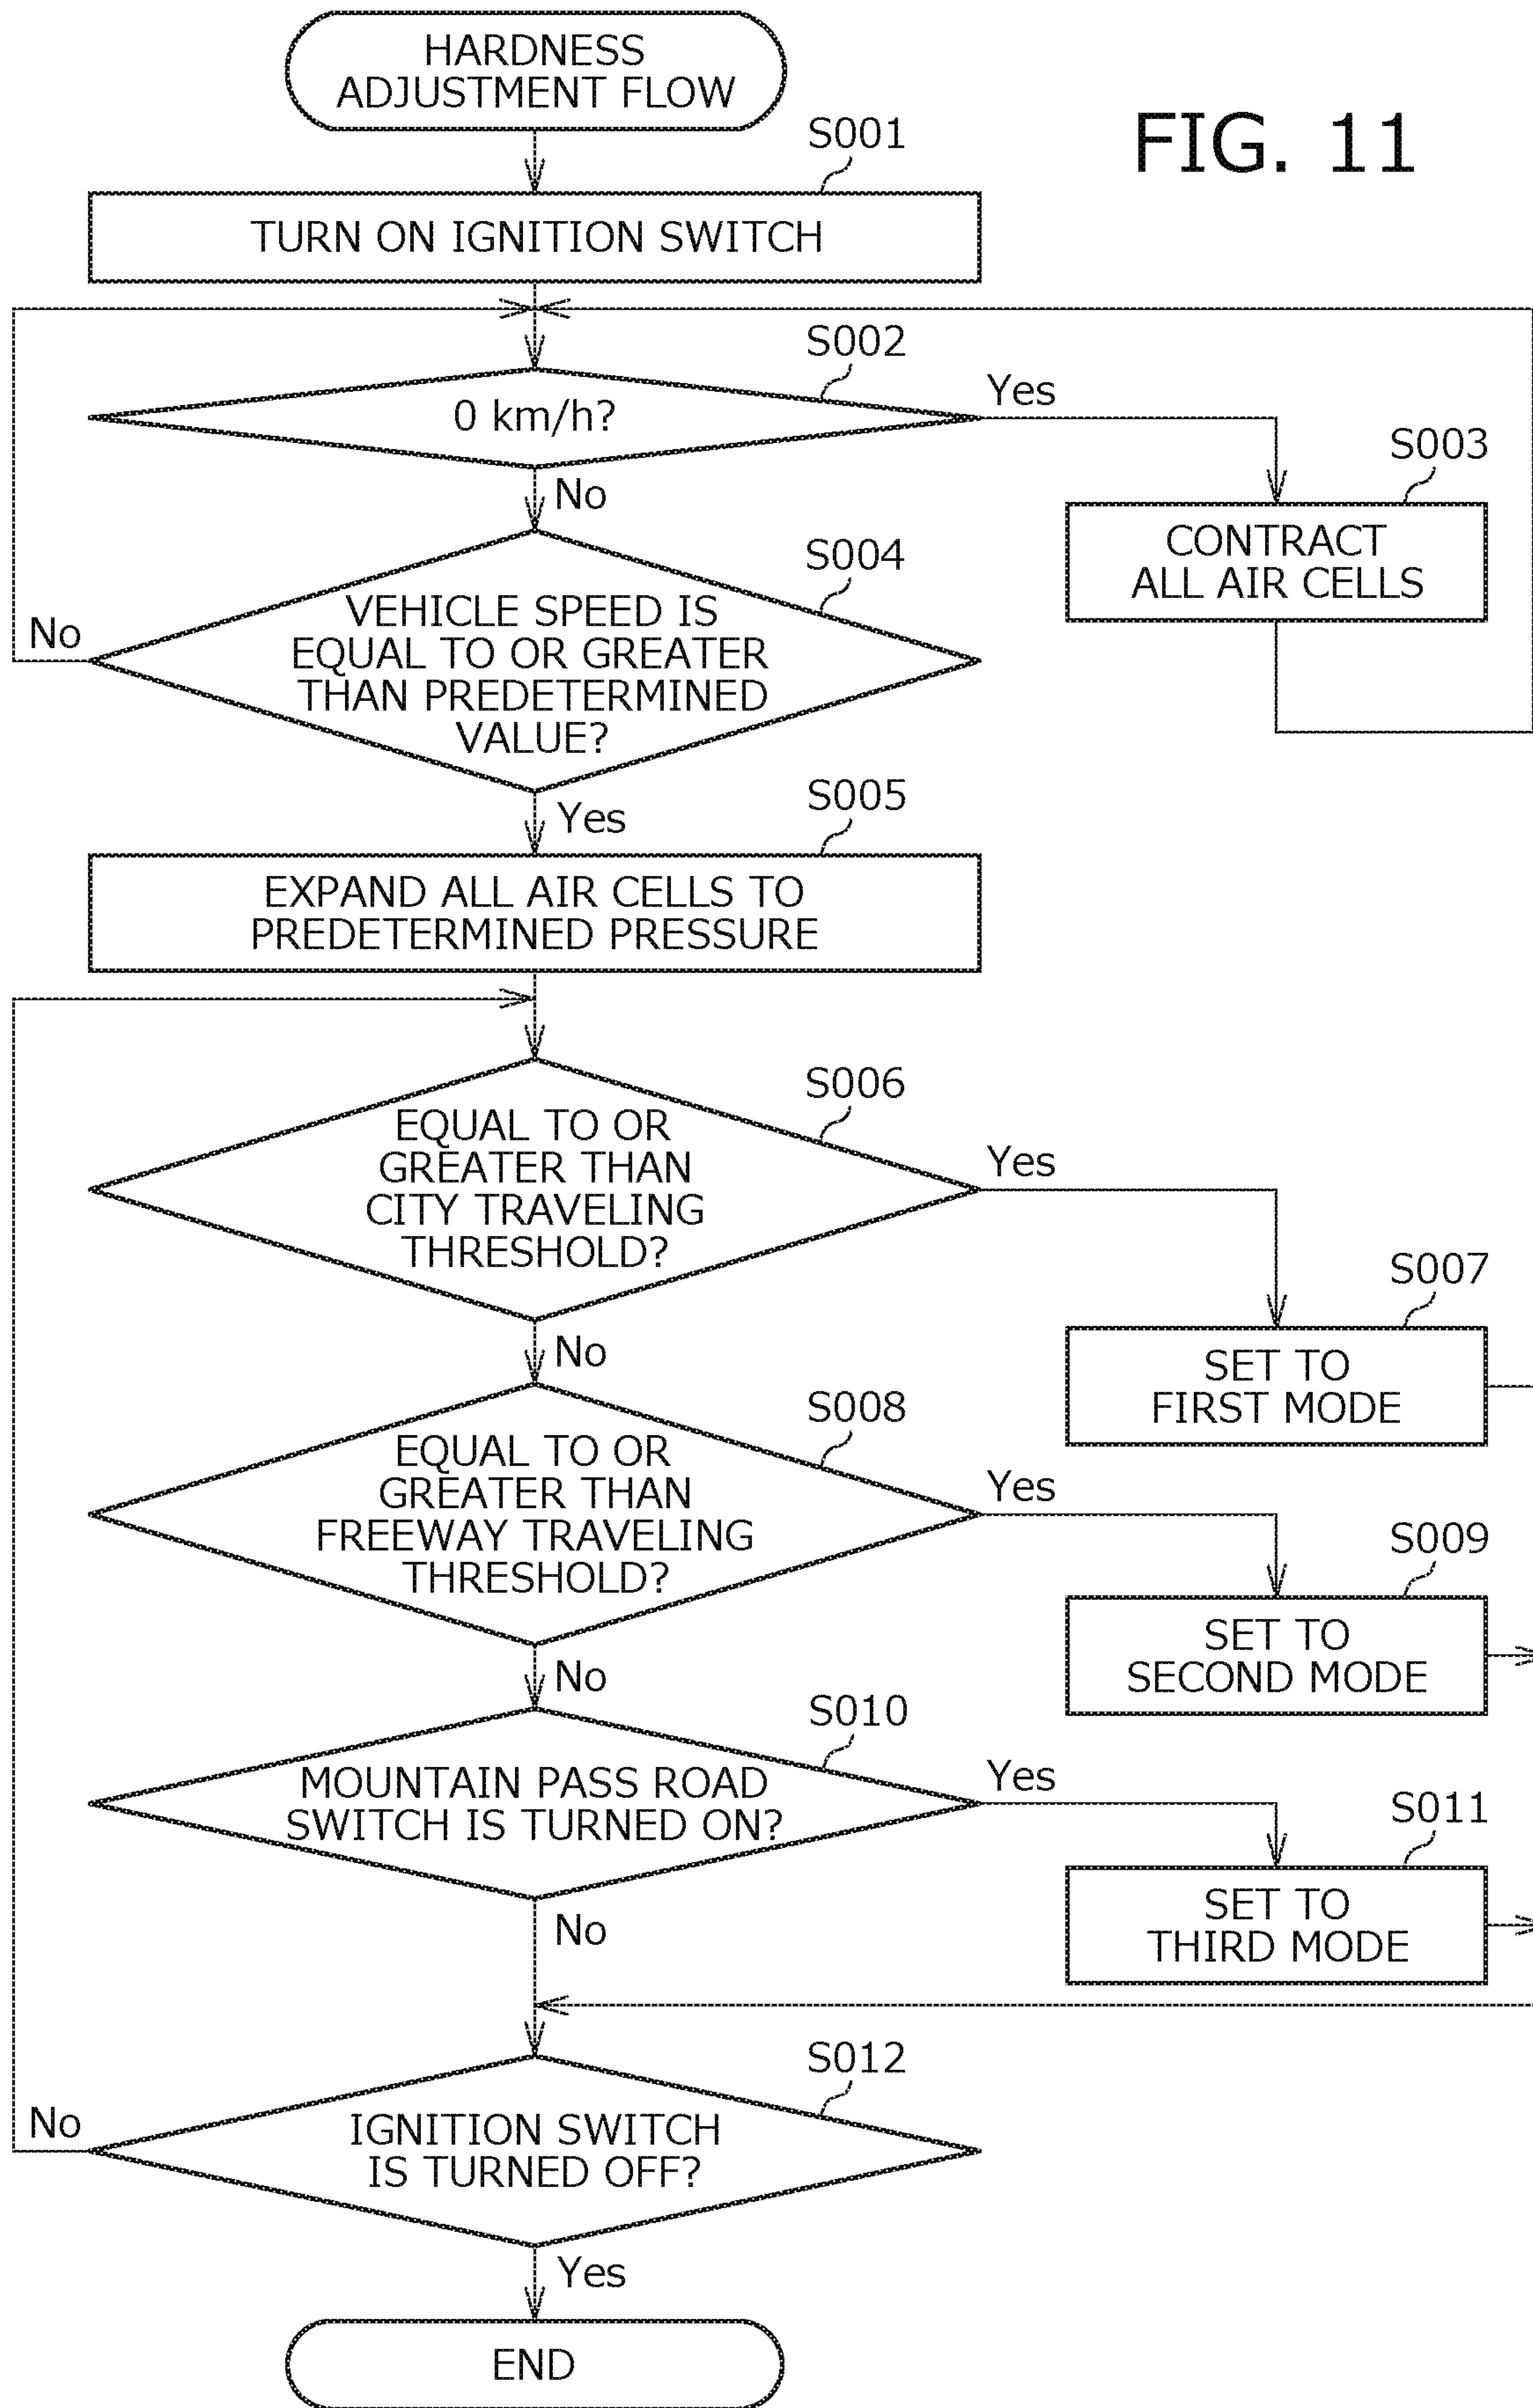 HARDNESS
ADJUSTMENT FLOW
FIG. 11
S001
TURN ON IGNITION SWITCH
S002
0 km/h?
Yes
No
S003
CONTRACT
ALL AIR CELLS
S004
VEHICLE SPEED IS
EQUAL TO OR GREATER
THAN PREDETERMINED
VALUE?
No
Yes
S005
EXPAND ALL AIR CELLS TO
PREDETERMINED PRESSURE
S006
EQUAL TO OR
GREATER THAN
CITY TRAVELING
THRESHOLD?
Yes
No
S007
SET TO
FIRST MODE
S008
EQUAL TO OR
GREATER THAN
FREEWAY TRAVELING
THRESHOLD?
Yes
No
S009
SET TO
SECOND MODE
S010
MOUNTAIN PASS ROAD
SWITCH IS TURNED ON?
Yes
No
S011
SET TO
THIRD MODE
S012
IGNITION SWITCH
IS TURNED OFF?
No
Yes
END